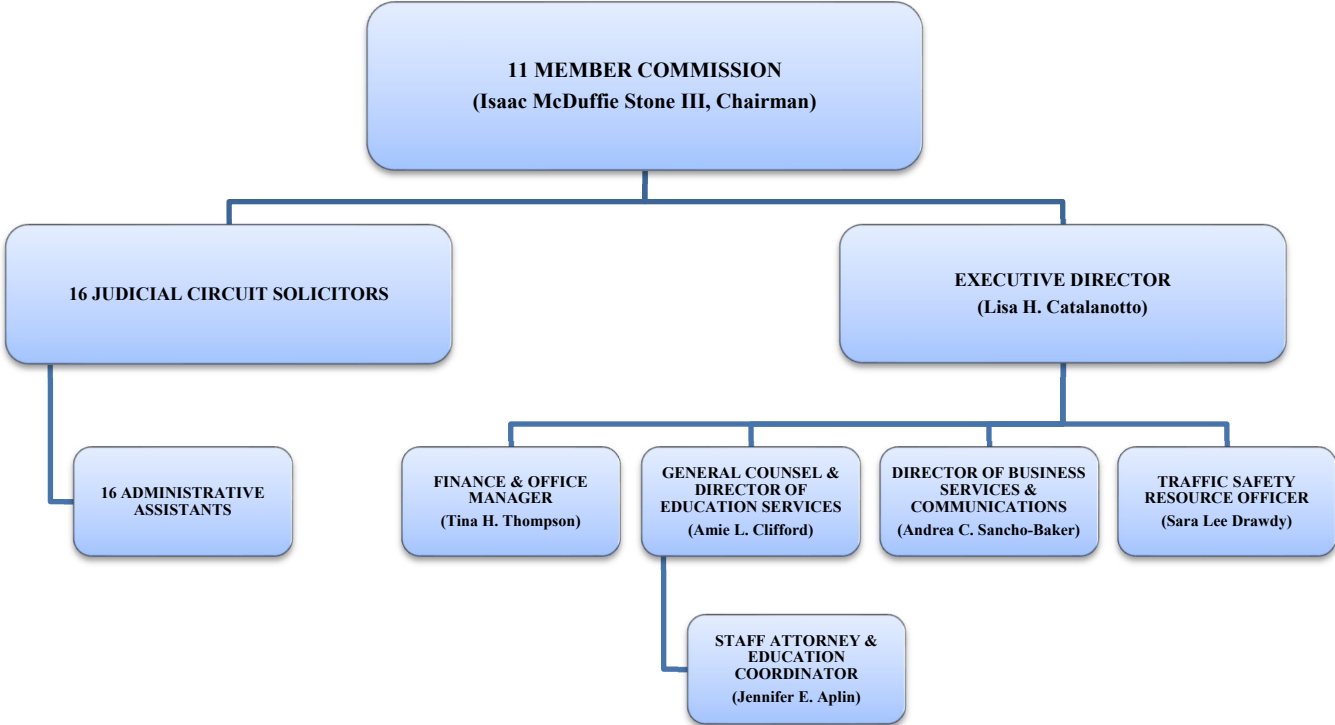 11 MEMBER COMMISSION
(Isaac McDuffie Stone III, Chairman)
16 JUDICIAL CIRCUIT SOLICITORS
EXECUTIVE DIRECTOR
(Lisa H. Catalanotto)
16 ADMINISTRATIVE
ASSISTANTS
FINANCE & OFFICE
MANAGER
(Tina H. Thompson)
GENERAL COUNSEL &
DIRECTOR OF
EDUCATION SERVICES
(Amie L. Clifford)
DIRECTOR OF BUSINESS
SERVICES &
COMMUNICATIONS
(Andrea C. Sancho-Baker)
TRAFFIC SAFETY
RESOURCE OFFICER
(Sara Lee Drawdy)
STAFF ATTORNEY &
EDUCATION
COORDINATOR
(Jennifer E. Aplin)